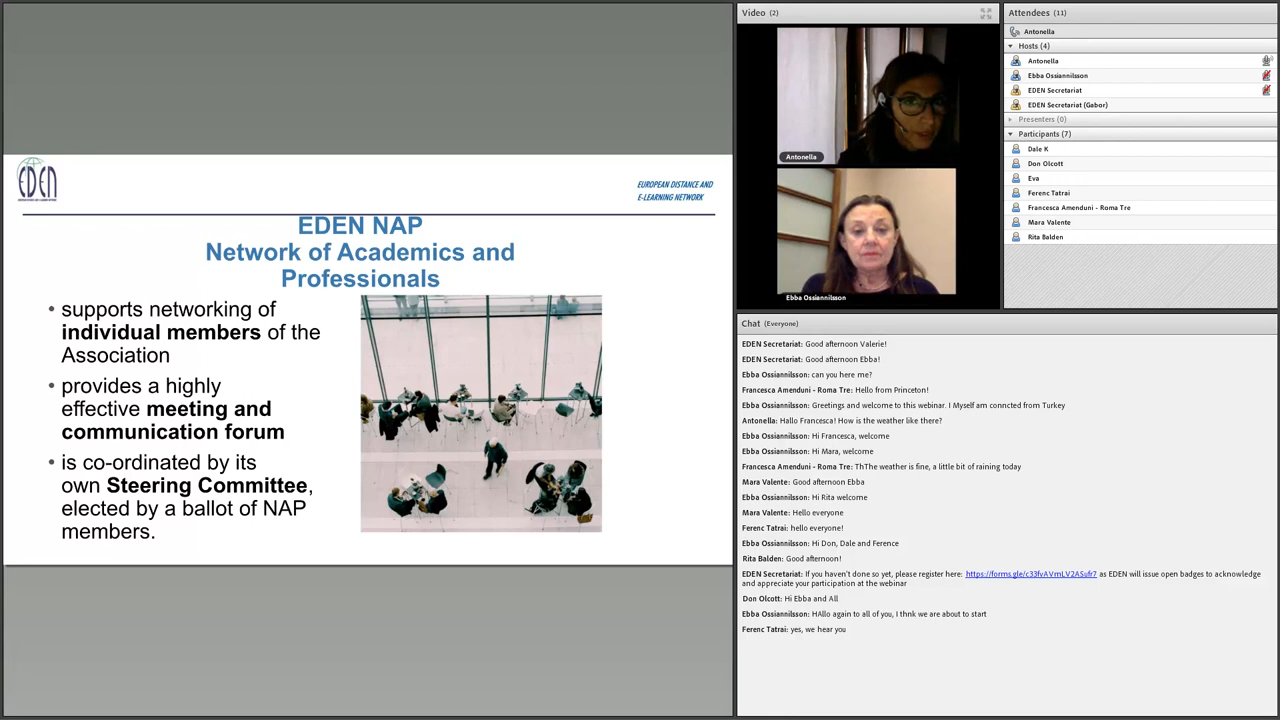 EDEN
EUROPEAN DISTANCE AND
E-LEARNING NETWORK
EDEN NAP
Network of Academics and
Professionals
• supports networking of
individual members of the
Association
• provides a highly
effective meeting and
communication forum
• is co-ordinated by its
own Steering Committee,
elected by a ballot of NAP
members.
Video (2)
Antonella
Ebba Ossiannilsson
Attendees (11)
Antonella
Hosts (4)
Antonella
Ebba Ossiannilsson
EDEN Secretariat
EDEN Secretariat (Gabor)
Presenters (0)
Participants (7)
Dale K
Don Olcott
Eva
Ferenc Tatrai
Francesca Amenduni - Roma Tre
Mara Valente
Rita Balden
Chat (Everyone)
EDEN Secretariat: Good afternoon Valerie!
EDEN Secretariat: Good afternoon Ebba!
Ebba Ossiannilsson: can you here me?
Francesca Amenduni - Roma Tre: Hello from Princeton!
Ebba Ossiannilsson: Greetings and welcome to this webinar. I Myself am conncted from Turkey
Antonella: Hallo Francesca! How is the weather like there?
Ebba Ossiannilsson: Hi Francesca, welcome
Ebba Ossiannilsson: Hi Mara, welcome
Francesca Amenduni - Roma Tre: ThThe weather is fine, a little bit of raining today
Mara Valente: Good afternoon Ebba
Ebba Ossiannilsson: Hi Rita welcome
Mara Valente: Hello everyone
Ferenc Tatrai: hello everyone!
Ebba Ossiannilsson: Hi Don, Dale and Ference
Rita Balden: Good afternoon!
EDEN Secretariat: If you haven't done so yet, please register here: https://forms.gle/c33fvAVmLV2ASufr7 as EDEN will issue open badges to acknowledge
and appreciate your participation at the webinar
Don Olcott: Hi Ebba and All
Ebba Ossiannilsson: HAllo again to all of you, I thnk we are about to start
Ferenc Tatrai: yes, we hear you